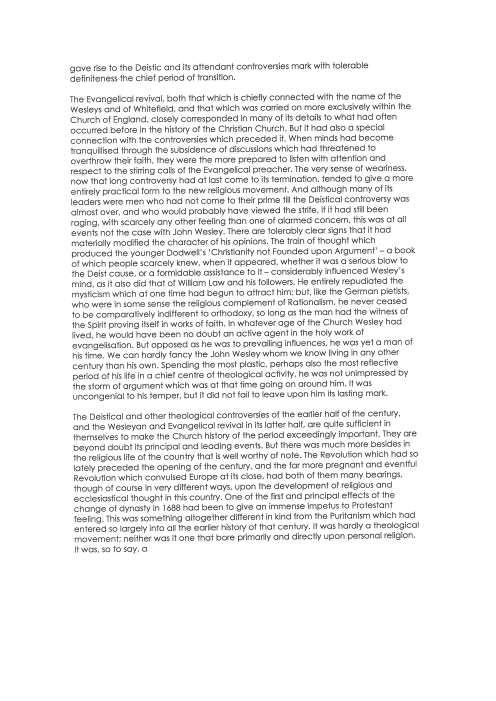 gave rise to the Deistic and its attendant controversies mark with tolerable
definiteness the chief period of transition.
The Evangelical revival, both that which is chiefly connected with the name of the
Wesleys and of Whitefield, and that which was carried on more exclusively within the
Church of England, closely corresponded in many of its details to what had often
occurred before in the history of the Christian Church. But it had also a special
connection with the controversies which preceded it. When minds had become
tranquilised through the subsidence of discussions which had threatened to
overthrow their faith, they were the more prepared to listen with attention and
respect to the stirring calls of the Evangelical preacher. The very sense of weariness,
now that long controversy had at last come to its termination, tended to give a more
entirely practical form to the new religious movement. And although many of its
leaders were men who had not come to their prime till the Deistical controversy was
almost over, and who would probably have viewed the strife, if it had still been
raging, with scarcely any other feeling than one of alarmed concern, this was at all
events not the case with John Wesley. There are tolerably clear signs that it had
materially modified the character of his opinions. The train of thought which
produced the younger Dodwell's 'Christianity not Founded upon Argument' – a book
of which people scarcely knew, when it appeared, whether it was a serious blow to
the Deist cause, or a formidable assistance to it – considerably influenced Wesley's
mind, as it also did that of William Law and his followers. He entirely repudiated the
mysticism which at one time had begun to attract him; but, like the German pietists,
who were in some sense the religious complement of Rationalism, he never ceased
to be comparatively indifferent to orthodoxy, so long as the man had the witness of
the Spirit proving itself in works of faith. In whatever age of the Church Wesley had
lived, he would have been no doubt an active agent in the holy work of
evangelisation. But opposed as he was to prevailing influences, he was yet a man of
his time. We can hardly fancy the John Wesley whom we know living in any other
century than his own. Spending the most plastic, perhaps also the most reflective
period of his life in a chief centre of theological activity, he was not unimpressed by
the storm of argument which was at that time going on around him. It was
uncongenial to his temper, but it did not fail to leave upon him its lasting mark.
The Deistical and other theological controversies of the earlier half of the century,
and the Wesleyan and Evangelical revival in its latter half, are quite sufficient in
themselves to make the Church history of the period exceedingly important. They are
beyond doubt its principal and leading events. But there was much more besides in
the religious life of the country that is well worthy of note. The Revolution which had so
lately preceded the opening of the century, and the far more pregnant and eventful
Revolution which convulsed Europe at its close, had both of them many bearings,
though of course in very different ways, upon the development of religious and
ecclesiastical thought in this country. One of the first and principal effects of the
change of dynasty in 1688 had been to give an immense impetus to Protestant
feeling. This was something altogether different in kind from the Puritanism which had
entered so largely into all the earlier history of that century. It was hardly a theological
movement; neither was it one that bore primarily and directly upon personal religion.
It was, so to say, a